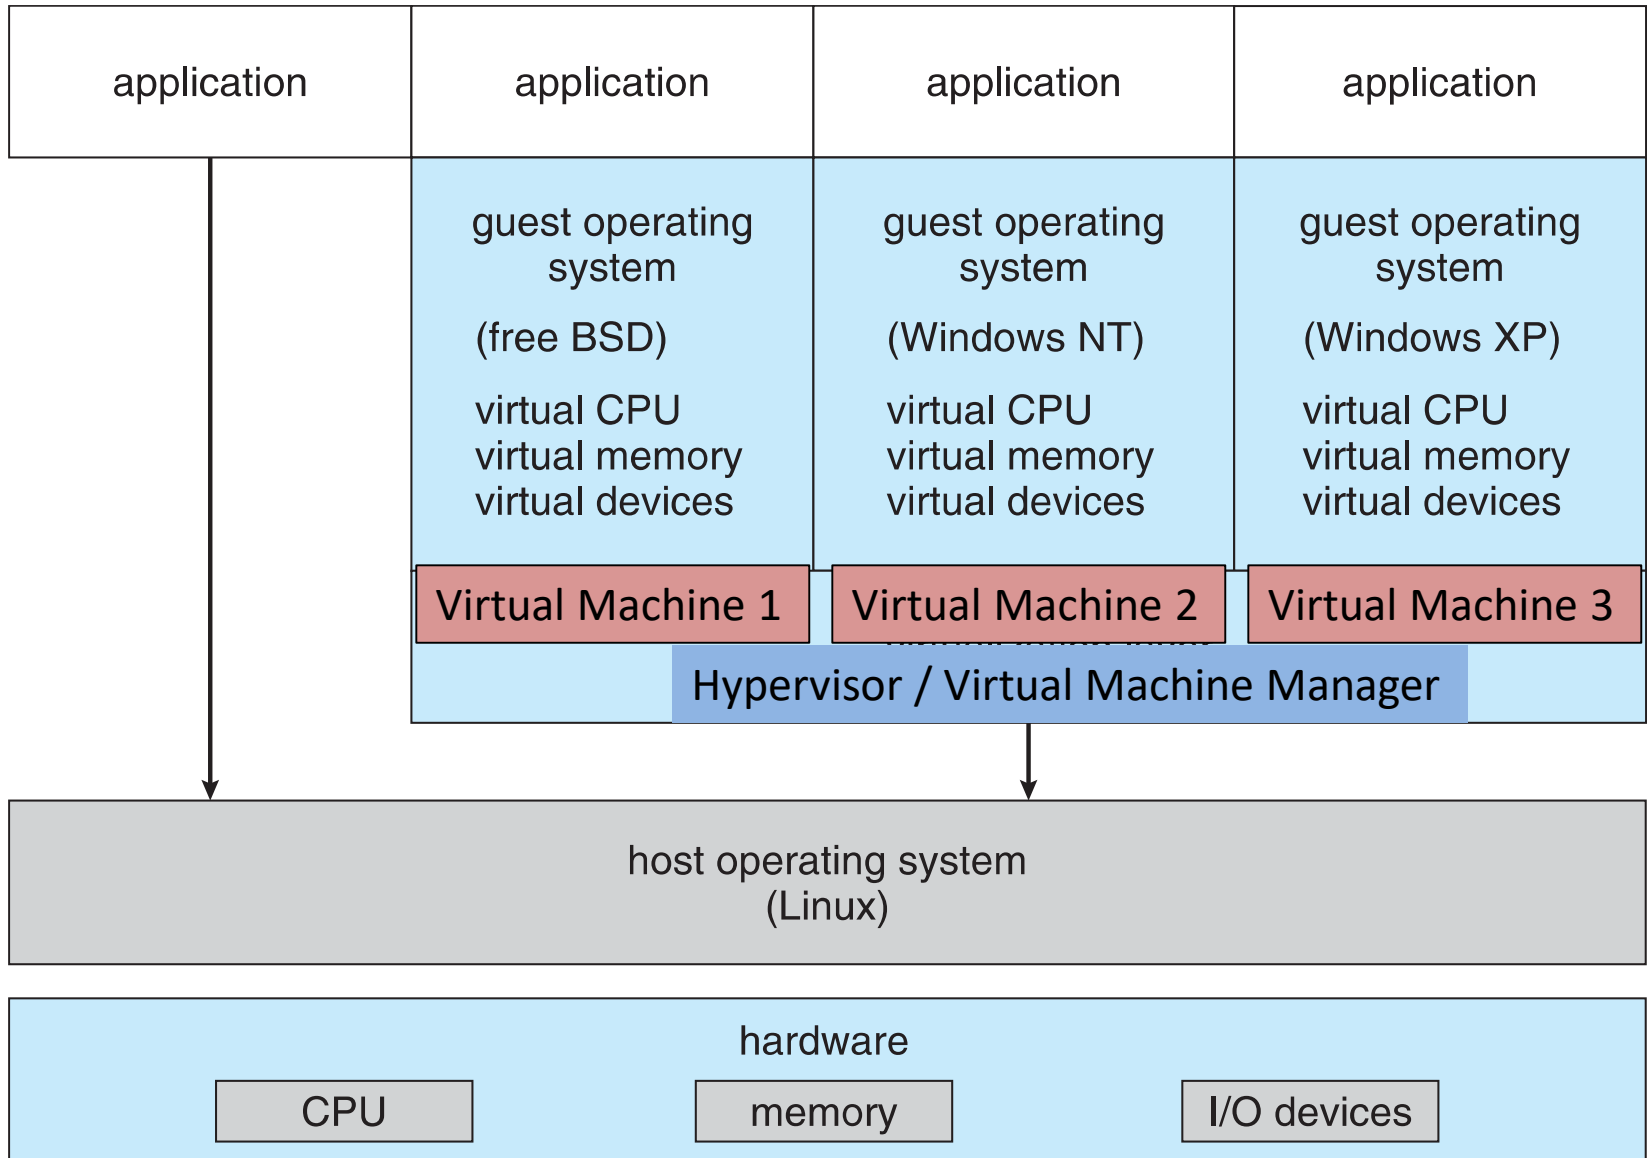 application
application
application
application
guest operating
system
(free BSD)
virtual CPU
virtual memory
virtual devices
guest operating
system
(Windows NT)
virtual CPU
virtual memory
virtual devices
guest operating
system
(Windows XP)
virtual CPU
virtual memory
virtual devices
Virtual Machine 1
Virtual Machine 2
Virtual Machine 3
Hypervisor / Virtual Machine Manager
host operating system
(Linux)
hardware
CPU
memory
I/O devices